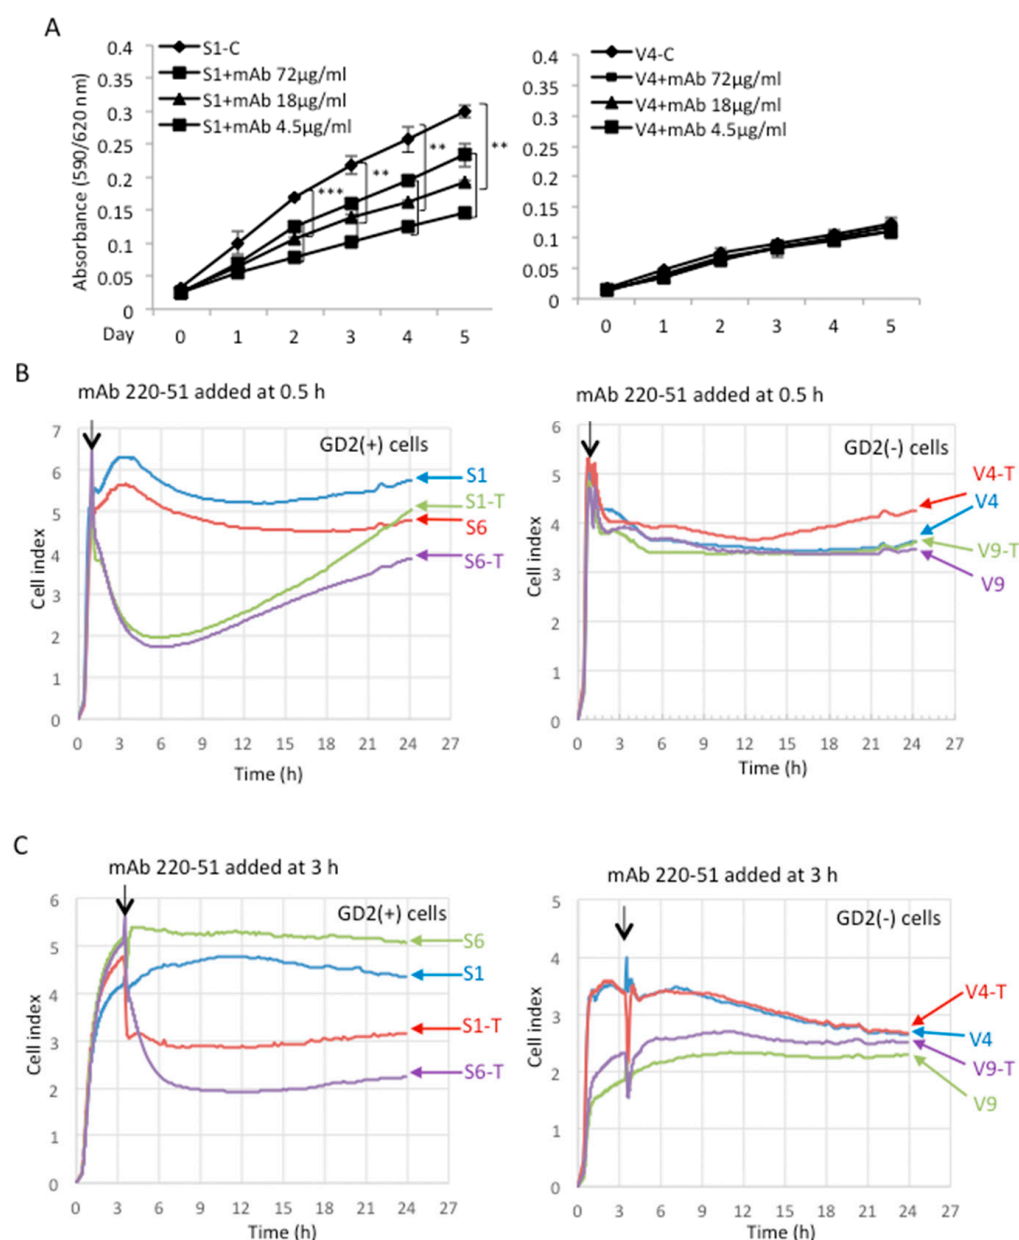 A
S1-C
S1+mAb 72µg/ml
S1+mAb 18µg/ml
S1+mAb 4.5µg/ml
Absorbance (590/620 nm)
0.4
0.35
0.3
0.25
0.2
0.15
0.1
0.05
0
***
**
**
**
Day
0 1 2 3 4 5
V4-C
V4+mAb 72µg/ml
V4+mAb 18µg/ml
V4+mAb 4.5µg/ml
0.4
0.35
0.3
0.25
0.2
0.15
0.1
0.05
0
0 1 2 3 4 5
B
mAb 220-51 added at 0.5 h
GD2(+) cells
Cell index
7
6
5
4
3
2
1
0
S1
S1-T
S6
S6-T
0 3 6 9 12 15 18 21 24 27
Time (h)
mAb 220-51 added at 0.5 h
GD2(-) cells
Cell index
6
5
4
3
2
1
0
V4-T
V4
V9-T
V9
0 3 6 9 12 15 18 21 24 27
Time (h)
C
mAb 220-51 added at 3 h
GD2(+) cells
Cell index
6
5
4
3
2
1
0
S6
S1
S1-T
S6-T
0 3 6 9 12 15 18 21 24 27
Time (h)
mAb 220-51 added at 3 h
GD2(-) cells
Cell index
5
4
3
2
1
0
V4-T
V4
V9-T
V9
0 3 6 9 12 15 18 21 24 27
Time (h)